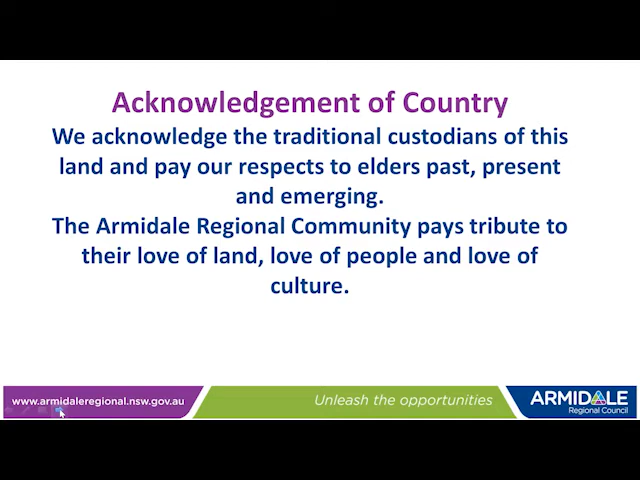 Acknowledgement of Country
We acknowledge the traditional custodians of this
land and pay our respects to elders past, present
and emerging.
The Armidale Regional Community pays tribute to
their love of land, love of people and love of
culture.
www.armidaleregional.nsw.gov.au
Unleash the opportunities
ARMIDALE
Regional Council